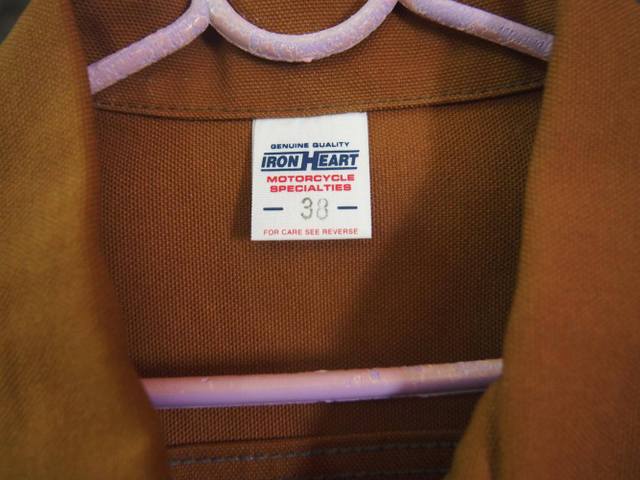 GENUINE QUALITY
IRON HEART
MOTORCYCLE
SPECIALTIES
- 38 -
FOR CARE SEE REVERSE